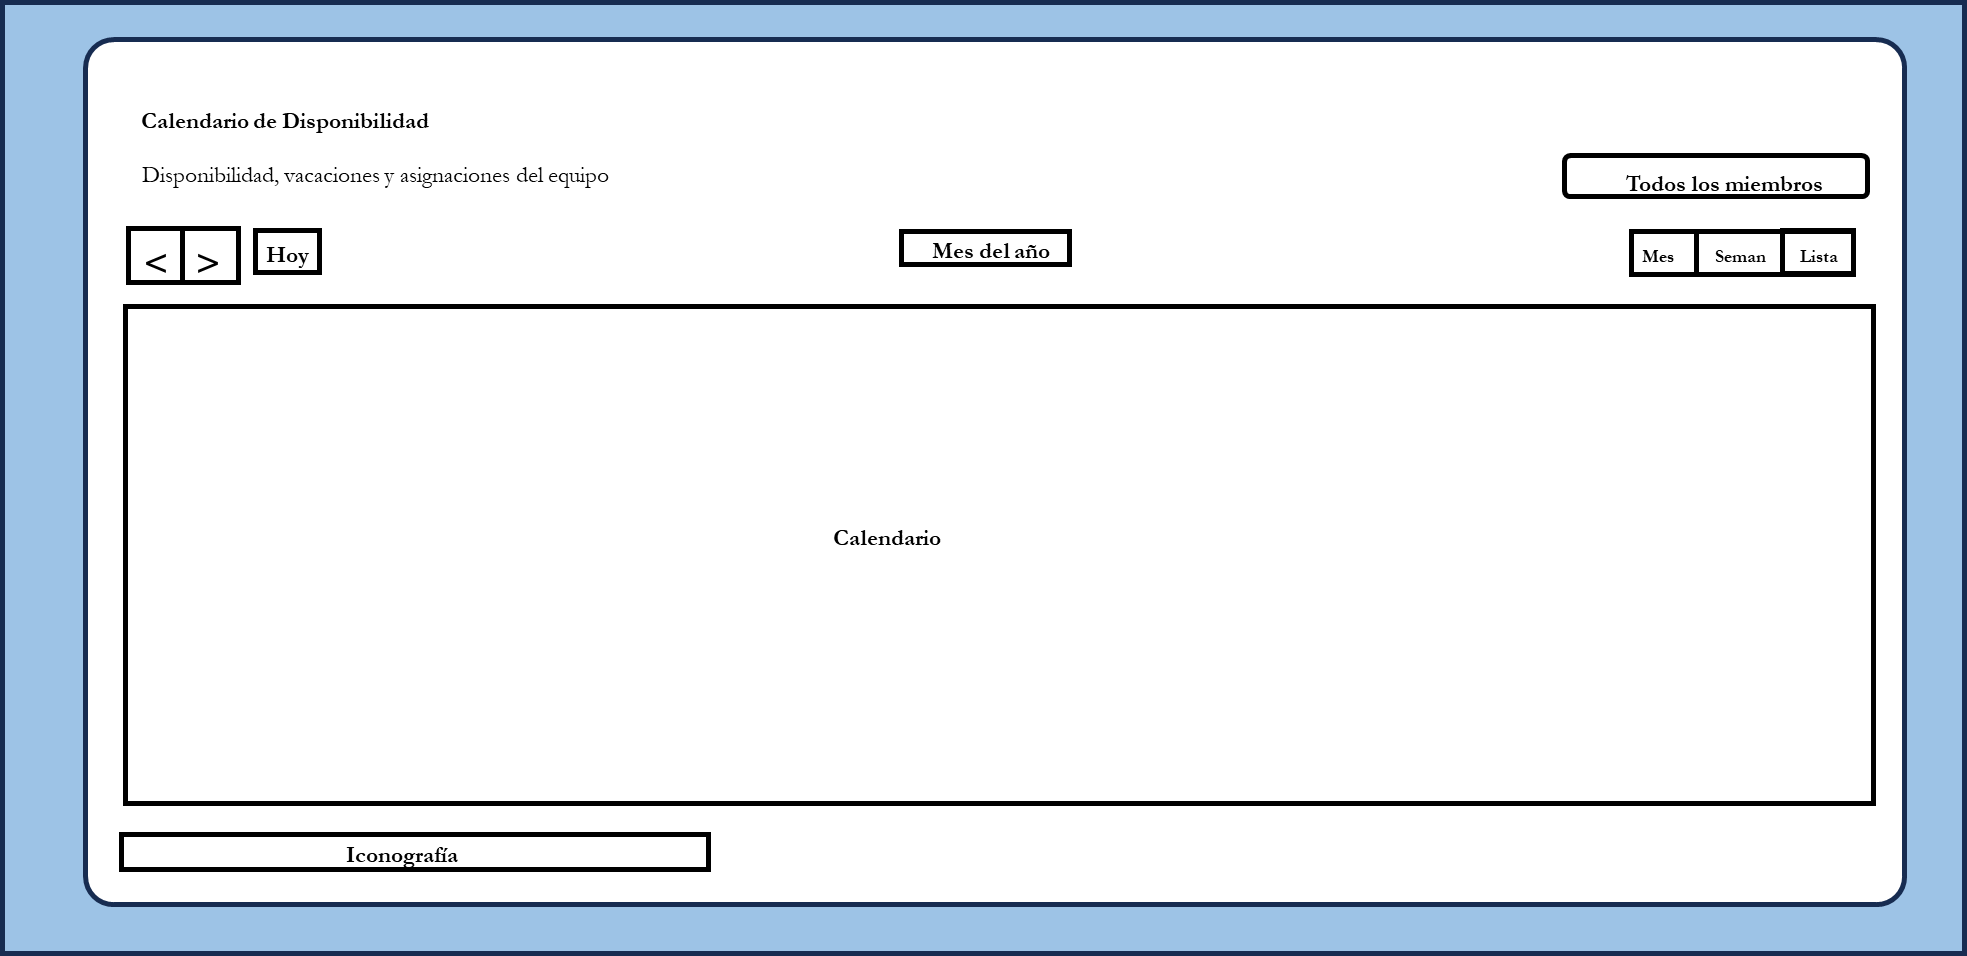 Calendario de Disponibilidad
Disponibilidad, vacaciones y asignaciones del equipo
Todos los miembros
< > Hoy
Mes del año
Mes Seman Lista
Calendario
Iconografía